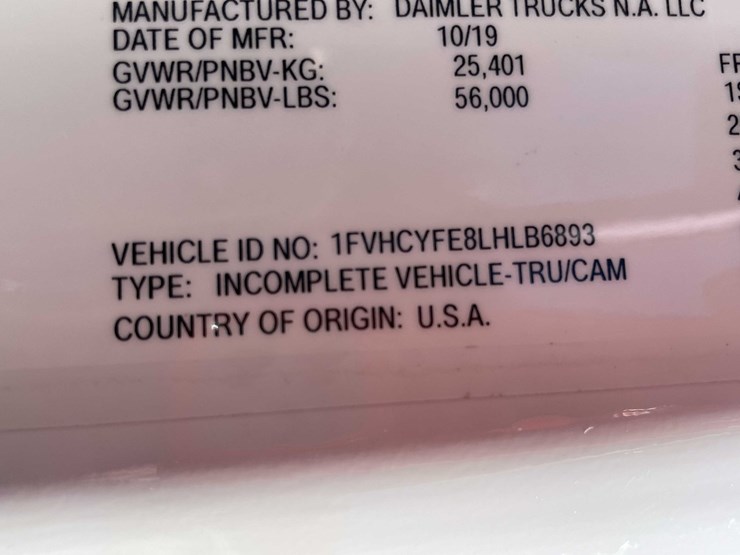 MANUFACTURED BY: DAIMLER TRUCKS N.A. LLC
DATE OF MFR: 10/19
GVWR/PNBV-KG: 25,401
GVWR/PNBV-LBS: 56,000
VEHICLE ID NO: 1FVHCYFE8LHLB6893
TYPE: INCOMPLETE VEHICLE-TRU/CAM
COUNTRY OF ORIGIN: U.S.A.